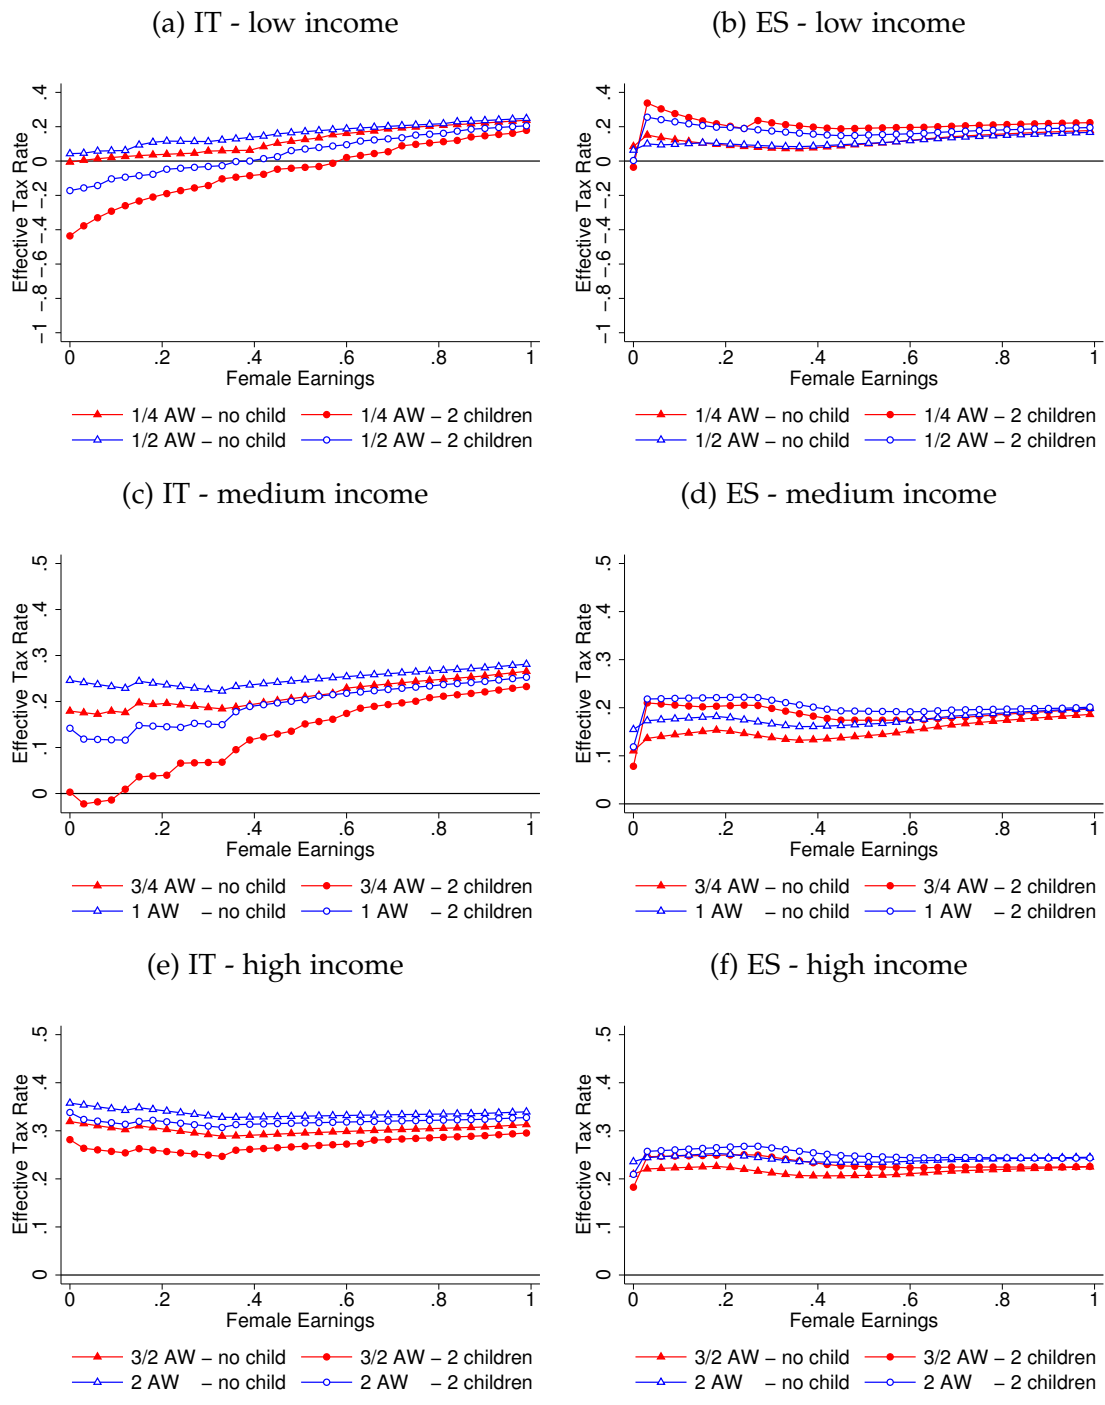 (a) IT - low income
(b) ES - low income
Effective Tax Rate
.4
.2
0
−.2
−.4
−.6
−.8
−1
0 .2 .4 .6 .8 1
Female Earnings
1/4 AW − no child 1/4 AW − 2 children
1/2 AW − no child 1/2 AW − 2 children
Effective Tax Rate
.4
.2
0
−.2
−.4
−.6
−.8
−1
0 .2 .4 .6 .8 1
Female Earnings
1/4 AW − no child 1/4 AW − 2 children
1/2 AW − no child 1/2 AW − 2 children
(c) IT - medium income
(d) ES - medium income
Effective Tax Rate
.5
.4
.3
.2
.1
0
0 .2 .4 .6 .8 1
Female Earnings
3/4 AW − no child 3/4 AW − 2 children
1 AW − no child 1 AW − 2 children
Effective Tax Rate
.5
.4
.3
.2
.1
0
0 .2 .4 .6 .8 1
Female Earnings
3/4 AW − no child 3/4 AW − 2 children
1 AW − no child 1 AW − 2 children
(e) IT - high income
(f) ES - high income
Effective Tax Rate
.5
.4
.3
.2
.1
0
0 .2 .4 .6 .8 1
Female Earnings
3/2 AW − no child 3/2 AW − 2 children
2 AW − no child 2 AW − 2 children
Effective Tax Rate
.5
.4
.3
.2
.1
0
0 .2 .4 .6 .8 1
Female Earnings
3/2 AW − no child 3/2 AW − 2 children
2 AW − no child 2 AW − 2 children